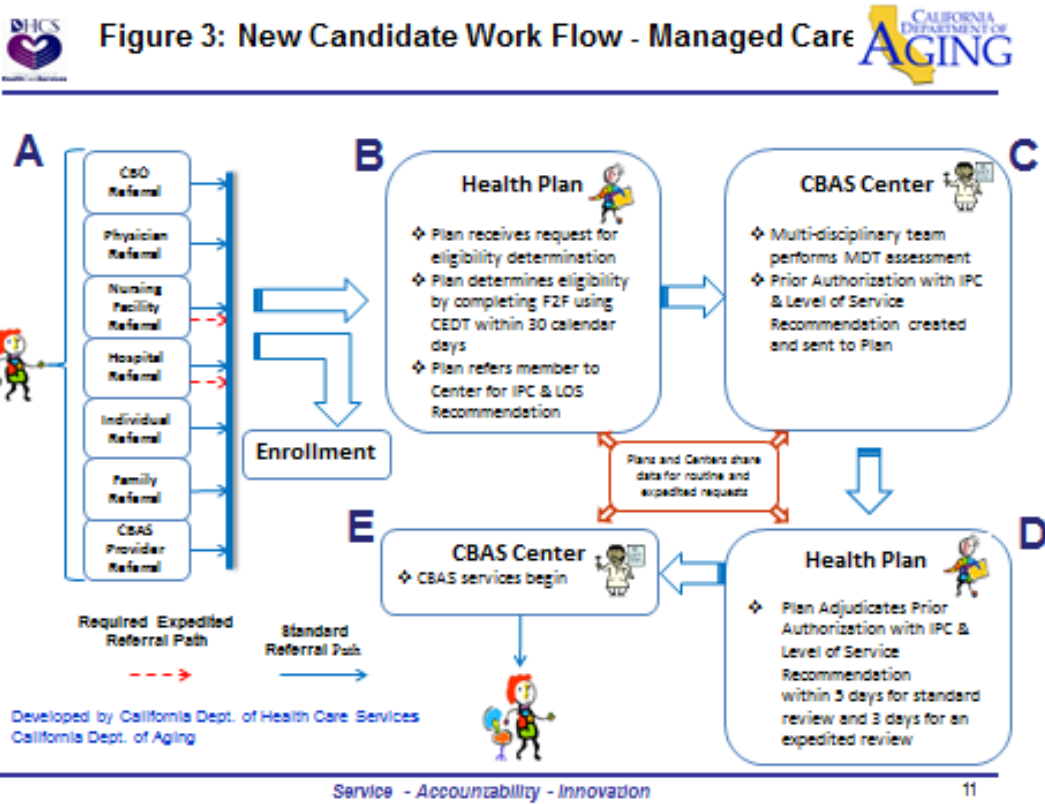 DHCS
Figure 3: New Candidate Work Flow - Managed Care
CALIFORNIA
DEPARTMENT OF
AGING
A
CBO
Referral
Physician
Referral
Nursing
Facility
Referral
Hospital
Referral
Individual
Referral
Family
Referral
CBAS
Provider
Referral
Enrollment
B
Health Plan
❖ Plan receives request for
eligibility determination
❖ Plan determines eligibility
by completing F2F using
CEDT within 30 calendar
days
❖ Plan refers member to
Center for IPC & LOS
Recommendation
C
CBAS Center
❖ Multi-disciplinary team
performs MDT assessment
❖ Prior Authorization with IPC
& Level of Service
Recommendation created
and sent to Plan
Plans and Centers share
data for routine and
expedited requests
D
Health Plan
❖ Plan Adjudicates Prior
Authorization with IPC &
Level of Service
Recommendation
within 5 days for standard
review and 3 days for an
expedited review
E
CBAS Center
❖ CBAS services begin
Required Expedited
Referral Path
Standard
Referral Path
Developed by California Dept. of Health Care Services
California Dept. of Aging
Service - Accountability - Innovation
11